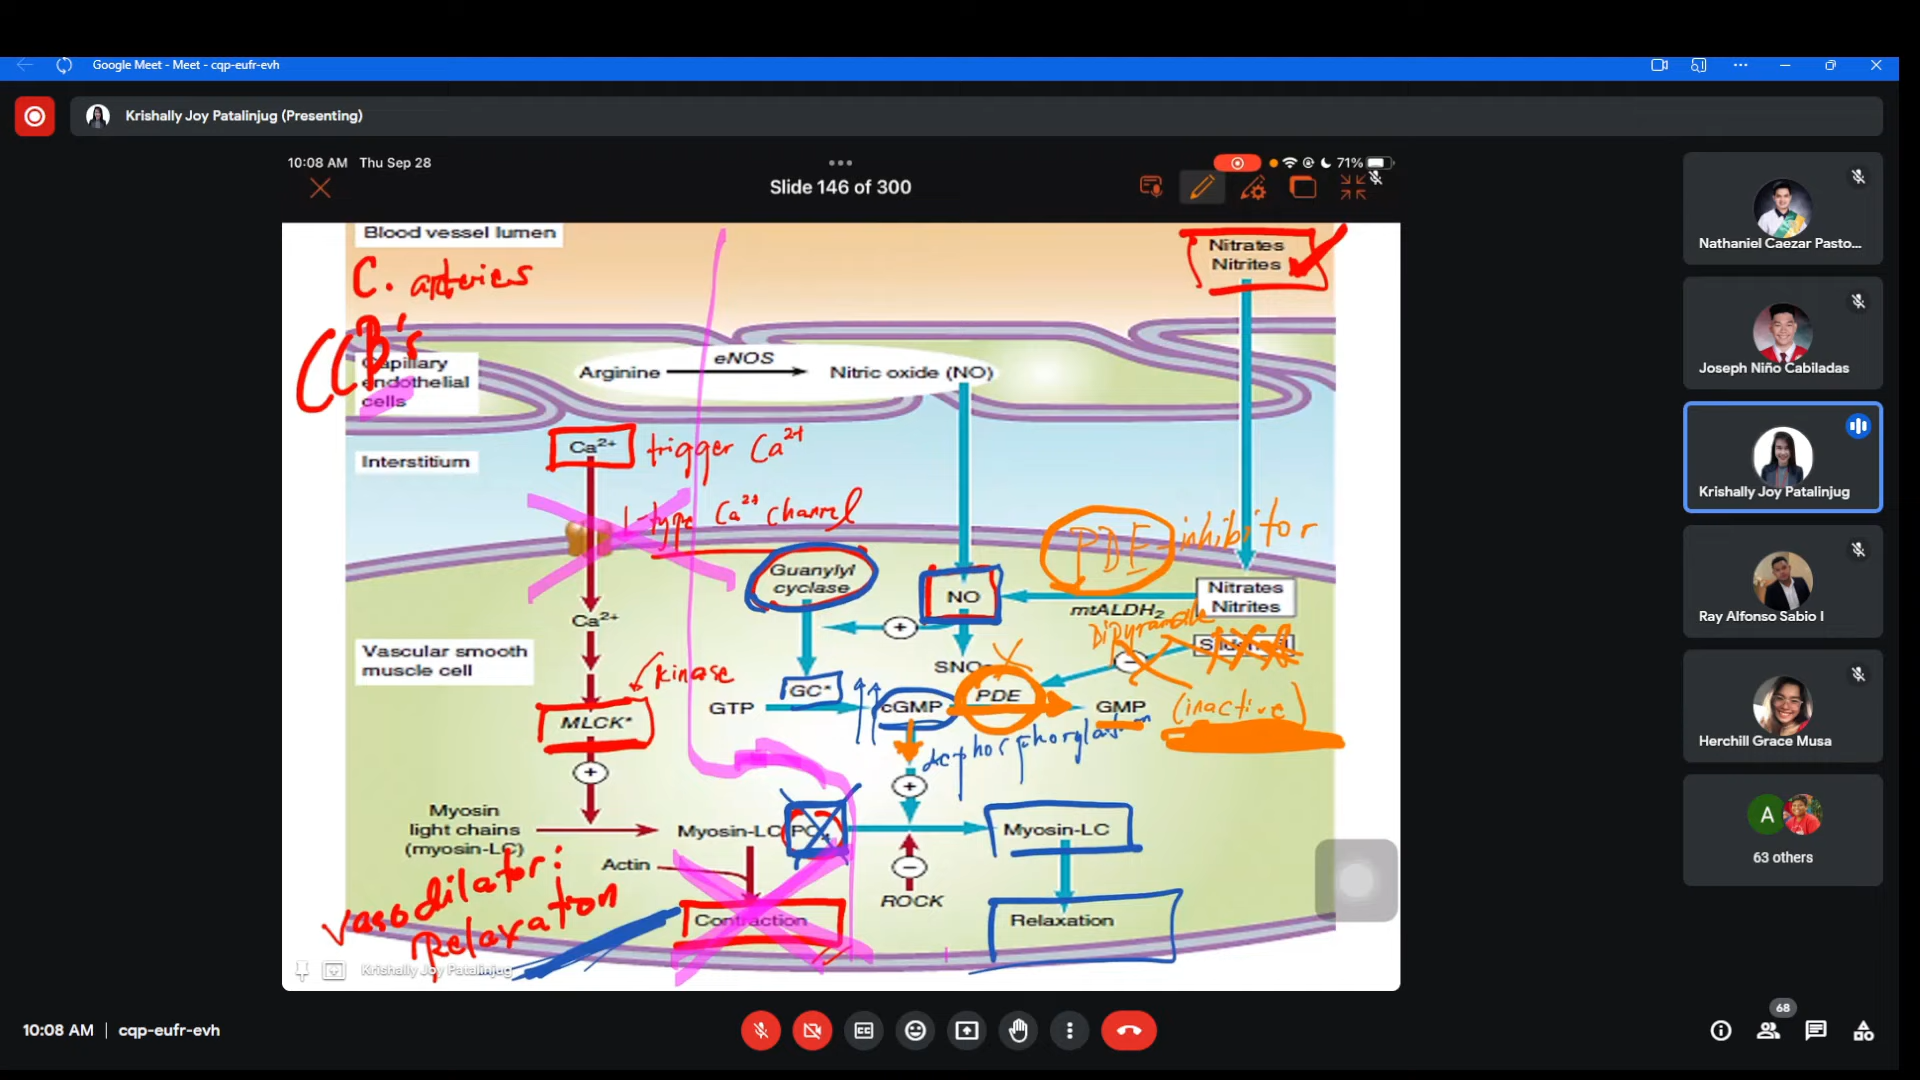 Google Meet - Meet - cqp-eufr-evh
Krishally Joy Patalinjug (Presenting)
10:08 AM Thu Sep 28
71%
Slide 146 of 300
Blood vessel lumen
C. arteries
CCB's
Nitrates
Nitrites
Capillary
endothelial
cells
Arginine
eNOS
Nitric oxide (NO)
Ca2+
trigger Ca2+
Interstitium
L-type Ca2+ channel
PDE-inhibitor
Guanylyl
cyclase
NO
mtALDH2
Nitrates
Nitrites
Ca2+
+
Dipyramole
Vascular smooth
muscle cell
SNO
−
kinase
MLCK*
GTP
GC*
cGMP
PDE
GMP
(inactive)
dephosphorylation
+
+
Myosin
light chains
(myosin-LC)
Myosin-LC
PO4
Myosin-LC
Actin
−
ROCK
Contraction
Relaxation
vasodilator:
Relaxation
Krishally Joy Patalinjug
Nathaniel Caezar Pasto...
Joseph Niño Cabiladas
Krishally Joy Patalinjug
Ray Alfonso Sabio I
Herchill Grace Musa
A
63 others
10:08 AM | cqp-eufr-evh
68